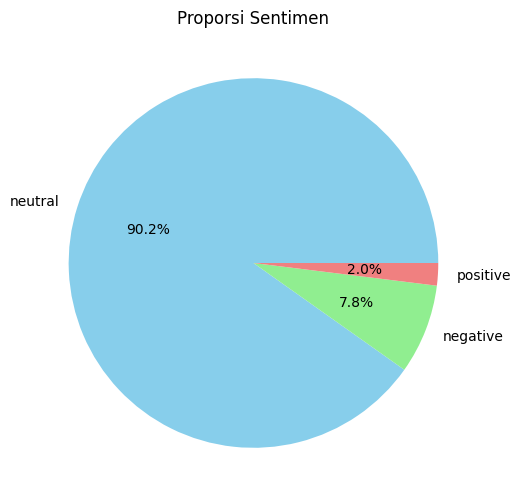 Proporsi Sentimen
neutral
90.2%
2.0%
positive
7.8%
negative